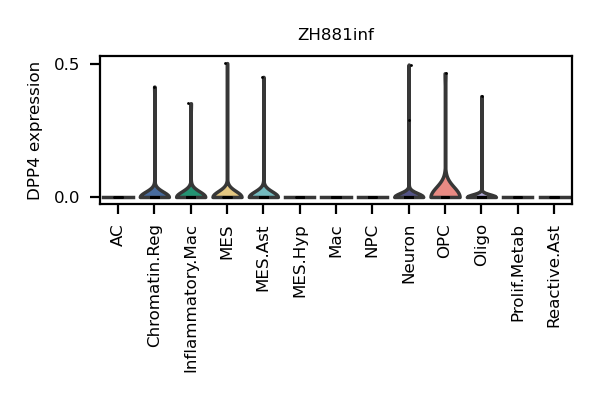 ZH881inf
DPP4 expression
0.5
0.0
AC
Chromatin.Reg
Inflammatory.Mac
MES
MES.Ast
MES.Hyp
Mac
NPC
Neuron
OPC
Oligo
Prolif.Metab
Reactive.Ast